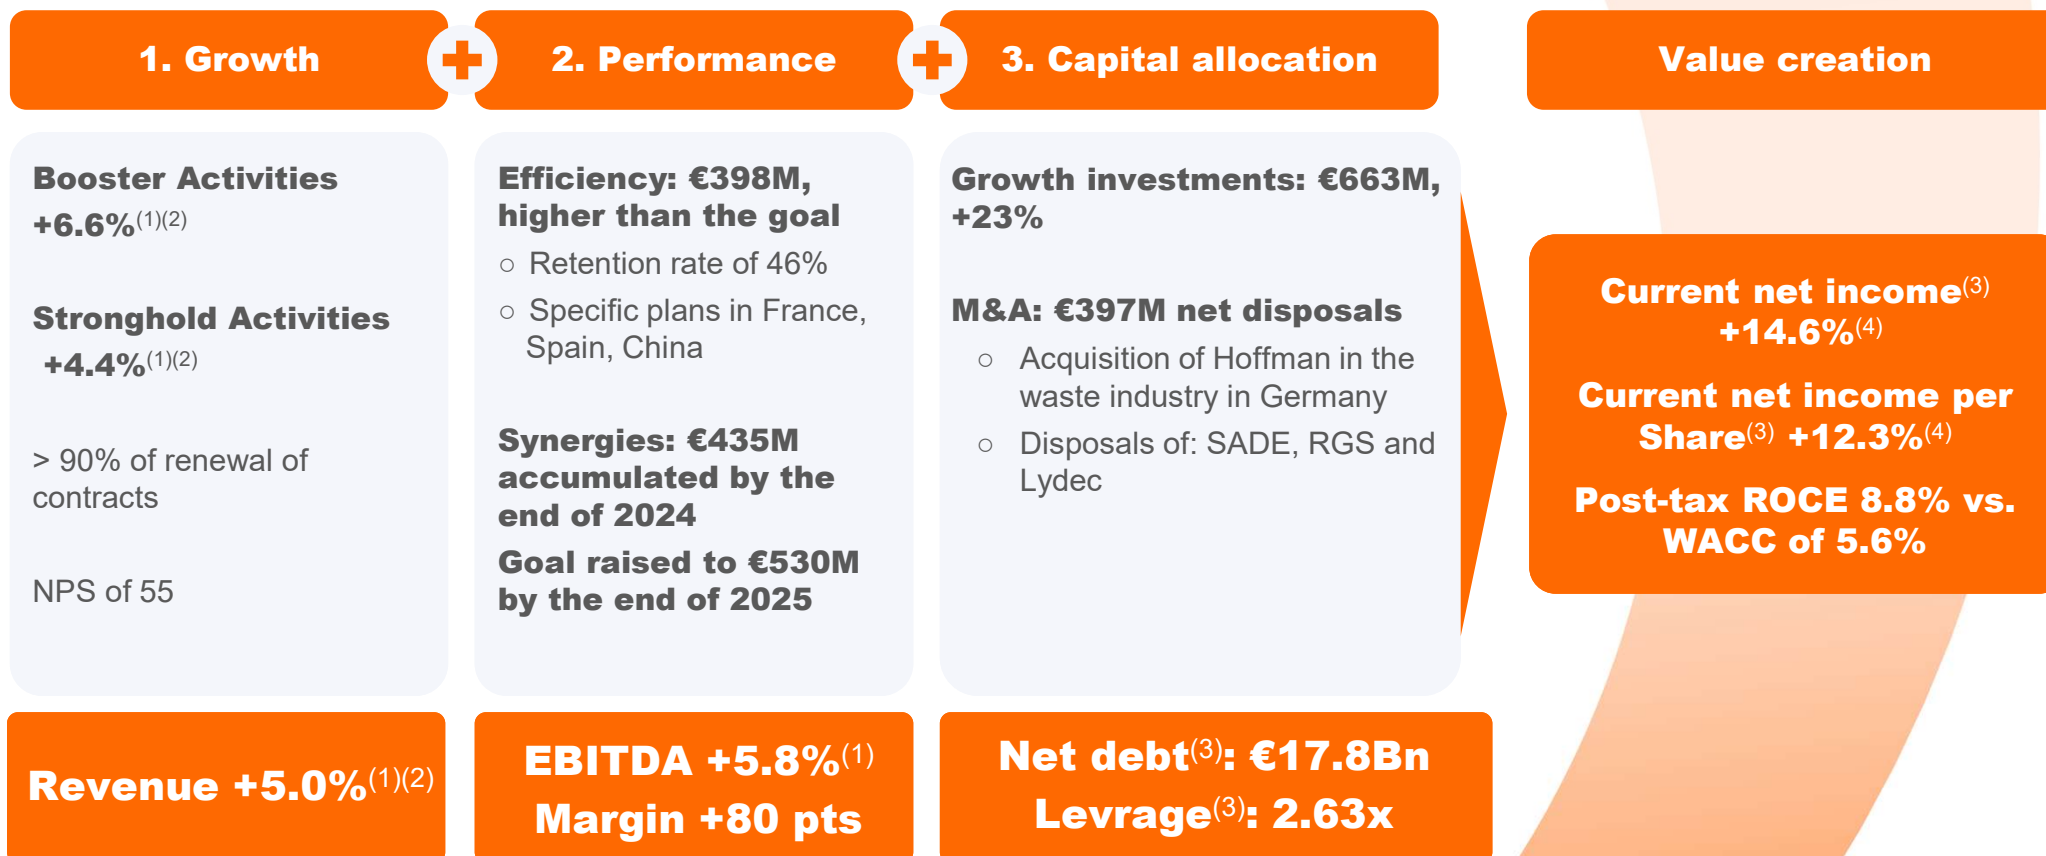 1. Growth
2. Performance
3. Capital allocation
Value creation
Booster Activities
+6.6%(1)(2)
Stronghold Activities
+4.4%(1)(2)
> 90% of renewal of
contracts
NPS of 55
Revenue +5.0%(1)(2)
Efficiency: €398M,
higher than the goal
○ Retention rate of 46%
○ Specific plans in France,
Spain, China
Synergies: €435M
accumulated by the
end of 2024
Goal raised to €530M
by the end of 2025
EBITDA +5.8%(1)
Margin +80 pts
Growth investments: €663M,
+23%
M&A: €397M net disposals
○ Acquisition of Hoffman in the
waste industry in Germany
○ Disposals of: SADE, RGS and
Lydec
Net debt(3): €17.8Bn
Levrage(3): 2.63x
Current net income(3)
+14.6%(4)
Current net income per
Share(3) +12.3%(4)
Post-tax ROCE 8.8% vs.
WACC of 5.6%